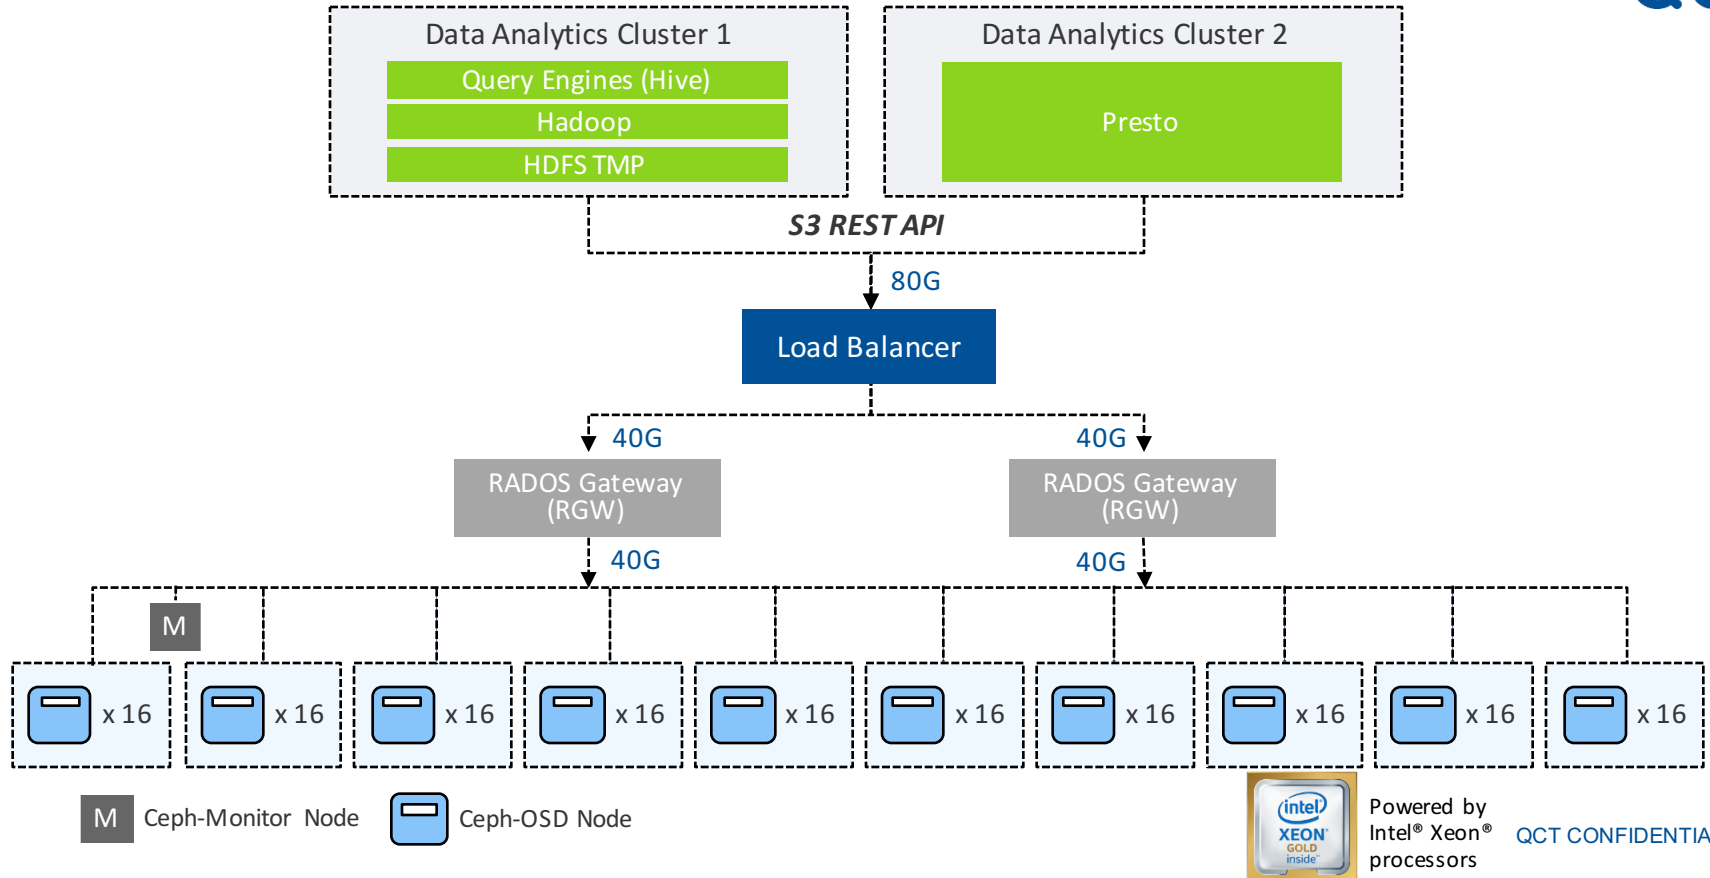 Data Analytics Cluster 1
Data Analytics Cluster 2
Query Engines (Hive)
Hadoop
HDFS TMP
Presto
S3 REST API
80G
Load Balancer
40G
40G
RADOS Gateway
(RGW)
RADOS Gateway
(RGW)
40G
40G
M
x 16
x 16
x 16
x 16
x 16
x 16
x 16
x 16
x 16
x 16
M Ceph-Monitor Node
Ceph-OSD Node
intel
XEON
GOLD
inside™
Powered by
Intel® Xeon®
processors
QCT CONFIDENTIA